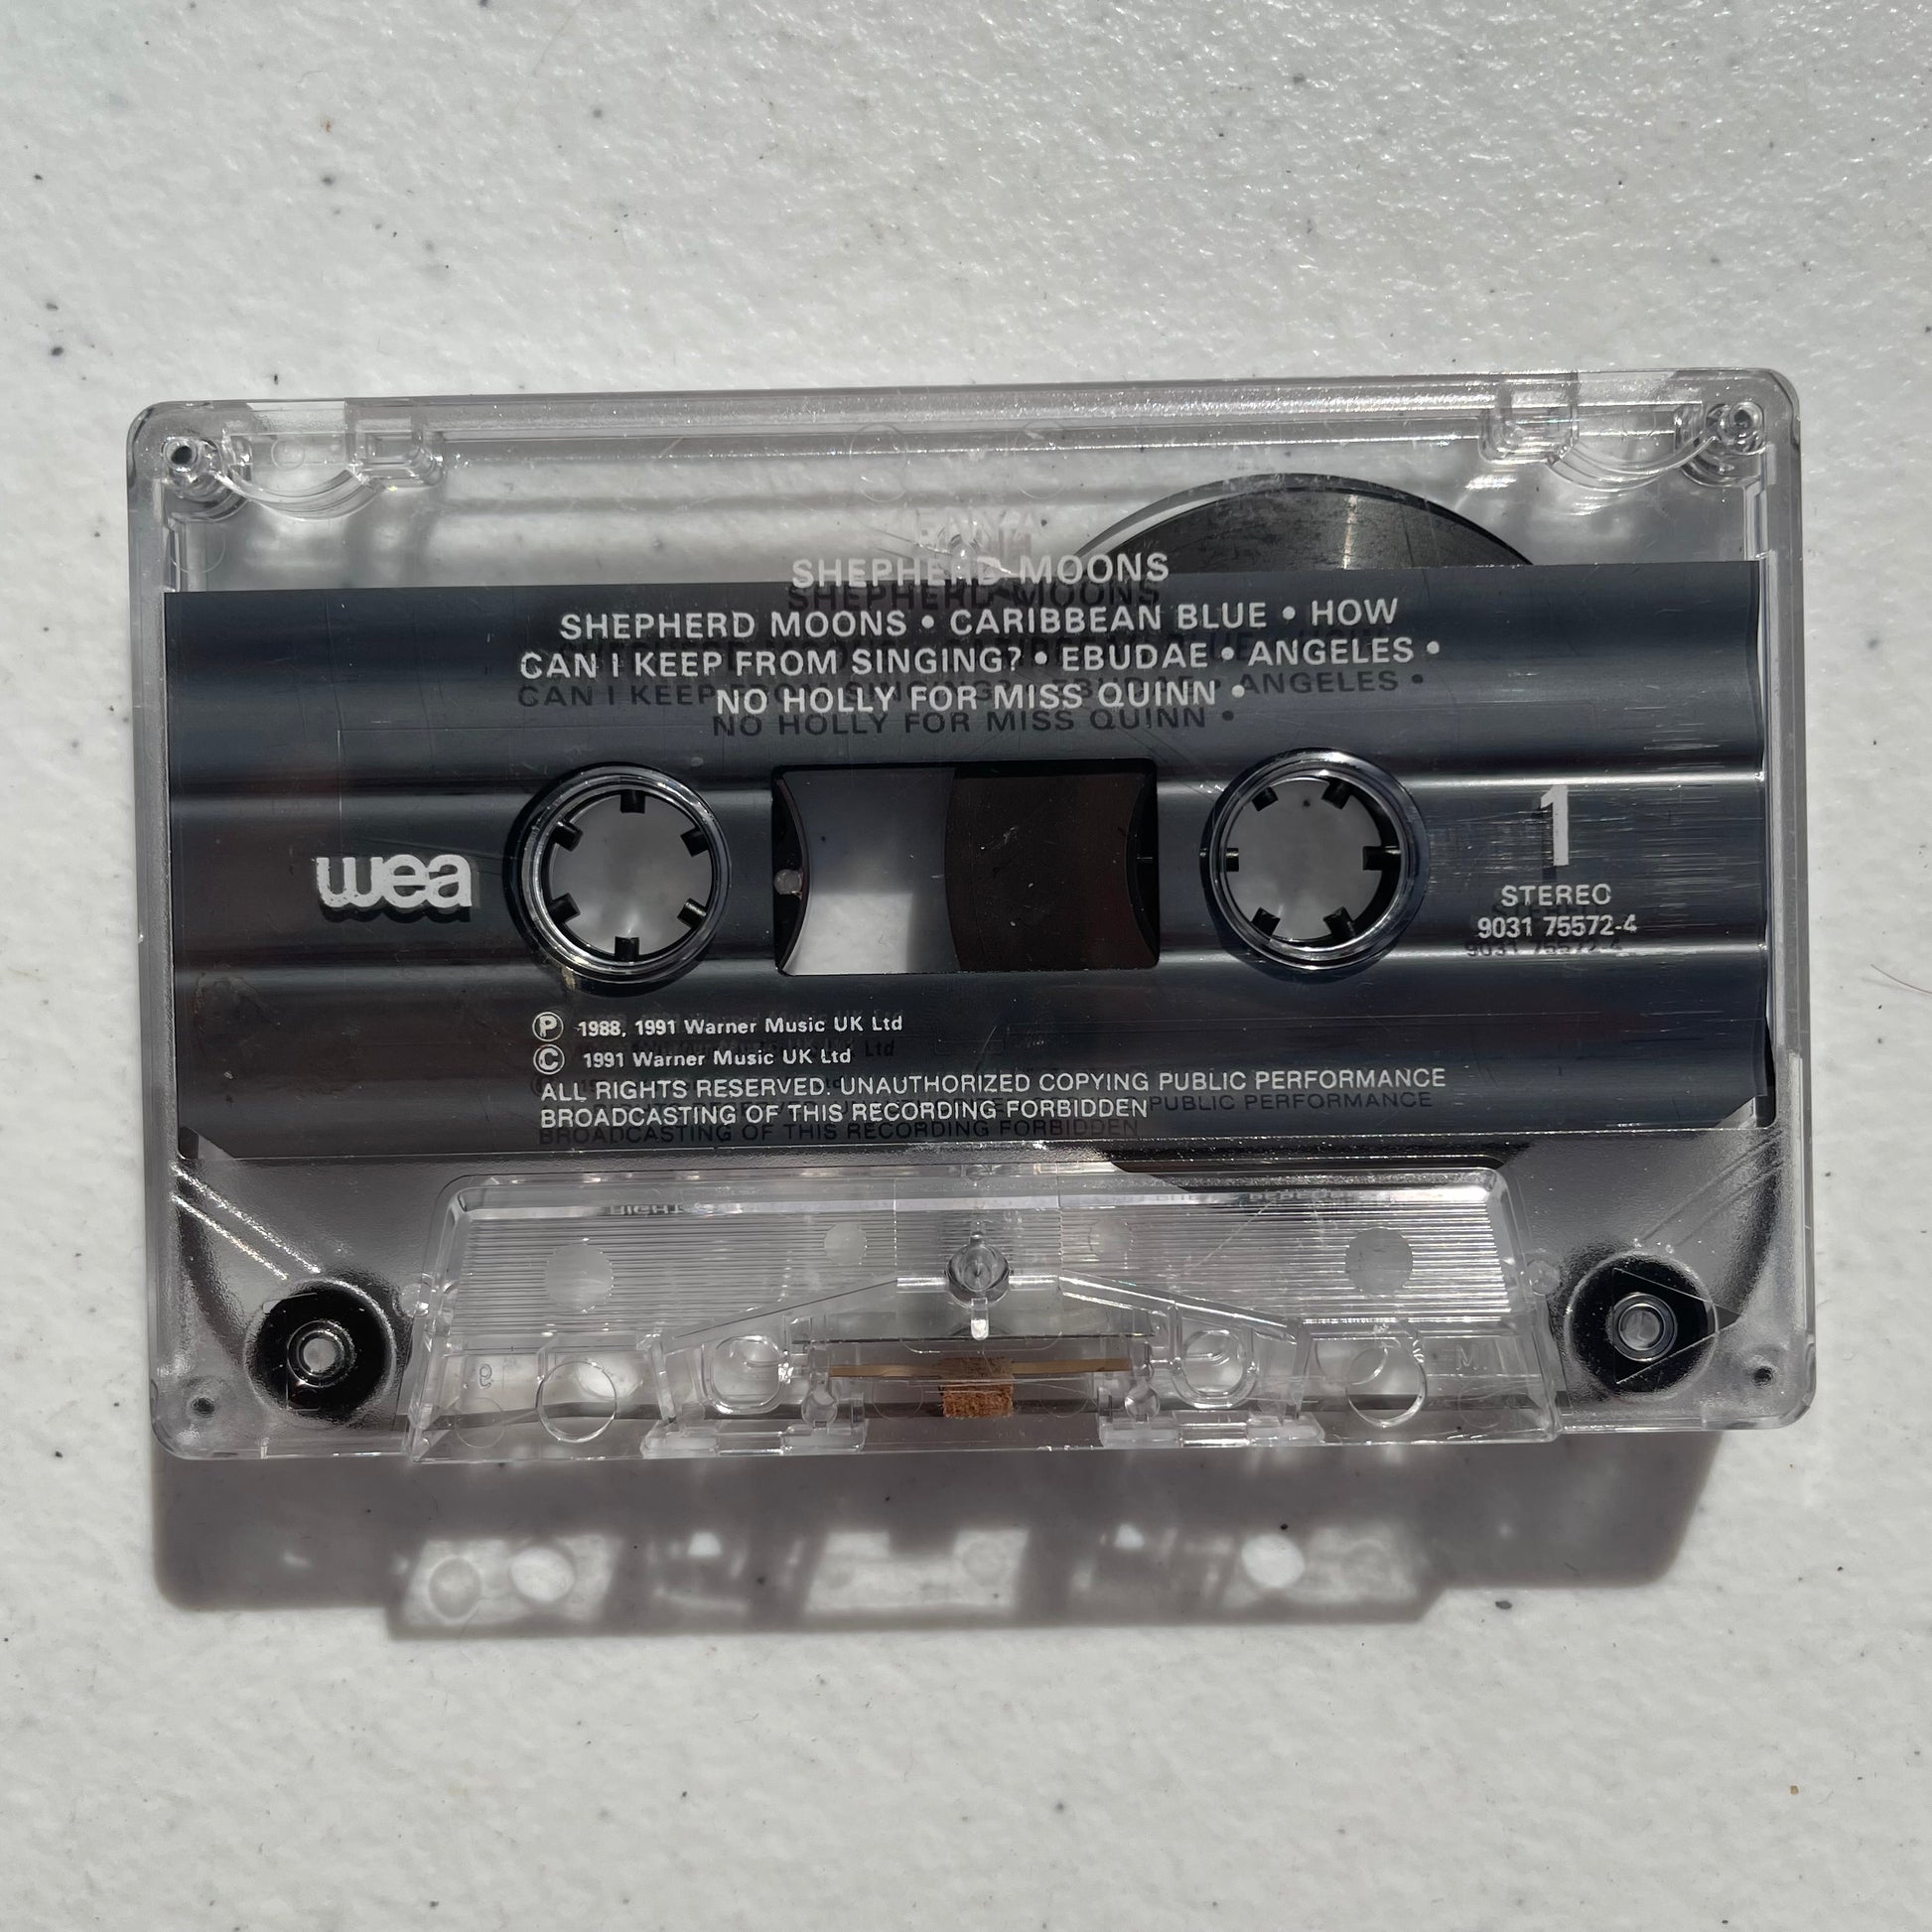 SHEPHERD MOONS
SHEPHERD MOONS • CARIBBEAN BLUE • HOW
CAN I KEEP FROM SINGING? • EBUDAE • ANGELES •
NO HOLLY FOR MISS QUINN •
wea
1
STEREO
9031 75572-4
Ⓟ 1988, 1991 Warner Music UK Ltd
Ⓒ 1991 Warner Music UK Ltd
ALL RIGHTS RESERVED. UNAUTHORIZED COPYING PUBLIC PERFORMANCE
BROADCASTING OF THIS RECORDING FORBIDDEN